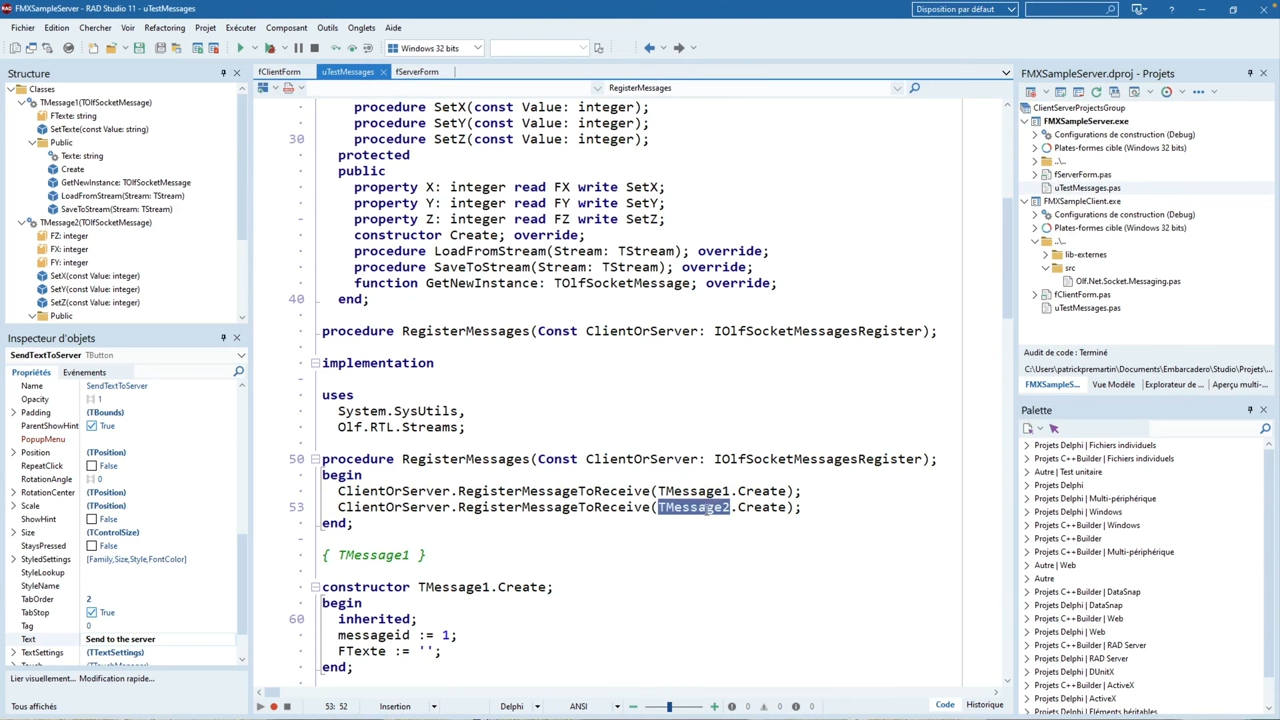 FMXSampleServer - RAD Studio 11 - uTestMessages
Disposition par défaut
Fichier Edition Chercher Voir Refactoring Projet Exécuter Composant Outils Onglets Aide
Windows 32 bits
Structure
Classes
TMessage1(TOlfSocketMessage)
FTexte: string
SetTexte(const Value: string)
Public
Texte: string
Create
GetNewInstance: TOlfSocketMessage
LoadFromStream(Stream: TStream)
SaveToStream(Stream: TStream)
TMessage2(TOlfSocketMessage)
FZ: integer
FX: integer
FY: integer
SetX(const Value: integer)
SetY(const Value: integer)
SetZ(const Value: integer)
Public
Inspecteur d'objets
SendTextToServer TButton
Propriétés Evénements
Name SendTextToServer
Opacity 1
Padding (TBounds)
ParentShowHint True
PopupMenu
Position (TPosition)
RepeatClick False
RotationAngle 0
RotationCenter (TPosition)
Scale (TPosition)
ShowHint False
Size (TControlSize)
StaysPressed False
StyledSettings [Family,Size,Style,FontColor]
StyleLookup
StyleName
TabOrder 2
TabStop True
Tag 0
Text Send to the server
TextSettings (TTextSettings)
Lier visuellement... Modification rapide...
fClientForm uTestMessages fServerForm
RegisterMessages
procedure SetX(const Value: integer);
procedure SetY(const Value: integer);
30 procedure SetZ(const Value: integer);
protected
public
property X: integer read FX write SetX;
property Y: integer read FY write SetY;
property Z: integer read FZ write SetZ;
constructor Create; override;
procedure LoadFromStream(Stream: TStream); override;
procedure SaveToStream(Stream: TStream); override;
function GetNewInstance: TOlfSocketMessage; override;
40 end;
procedure RegisterMessages(Const ClientOrServer: IOlfSocketMessagesRegister);
implementation
uses
System.SysUtils,
Olf.RTL.Streams;
50 procedure RegisterMessages(Const ClientOrServer: IOlfSocketMessagesRegister);
begin
ClientOrServer.RegisterMessageToReceive(TMessage1.Create);
53 ClientOrServer.RegisterMessageToReceive(TMessage2.Create);
end;
{ TMessage1 }
constructor TMessage1.Create;
begin
60 inherited;
messageid := 1;
FTexte := '';
end;
53: 52 Insertion Delphi ANSI 0 0 0 Code Historique
FMXSampleServer.dproj - Projets
ClientServerProjectsGroup
FMXSampleServer.exe
Configurations de construction (Debug)
Plates-formes cible (Windows 32 bits)
..\..
fServerForm.pas
uTestMessages.pas
FMXSampleClient.exe
Configurations de construction (Debug)
Plates-formes cible (Windows 32 bits)
..\..
lib-externes
src
Olf.Net.Socket.Messaging.pas
fClientForm.pas
uTestMessages.pas
Audit de code : Terminé
C:\Users\patrickpremartin\Documents\Embarcadero\Studio\Projets\...
FMXSampleS... Vue Modèle Explorateur de ... Aperçu multi-...
Palette
Projets Delphi | Fichiers individuels
Projets C++Builder | Fichiers individuels
Autre | Test unitaire
Projets Delphi
Projets Delphi | Multi-périphérique
Projets Delphi | Windows
Projets C++Builder | Windows
Projets C++Builder
Projets C++Builder | Multi-périphérique
Autre | Web
Autre
Projets C++Builder | DataSnap
Projets Delphi | DataSnap
Projets C++Builder | Web
Projets Delphi | Web
Projets C++Builder | RAD Server
Projets Delphi | RAD Server
Projets Delphi | DUnitX
Projets C++Builder | ActiveX
Projets Delphi | ActiveX
Projets Delphi | Eléments héritables